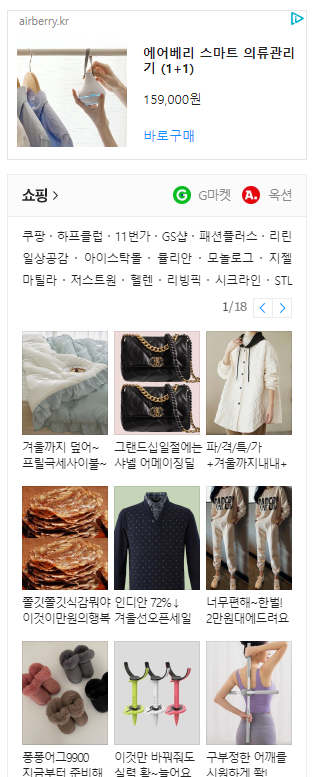 airberry.kr
에어베리 스마트 의류관리
기 (1+1)
159,000원
바로구매
쇼핑 >
G마켓
옥션
쿠팡 · 하프클럽 · 11번가 · GS샵 · 패션플러스 · 리린
일상공감 · 아이스탁몰 · 몰리안 · 모놀로그 · 지젤
마틸라 · 저스트원 · 헬렌 · 리빙픽 · 시크라인 · STL
1/18
겨울까지 덮어~
프릴극세사이불~
그랜드십일절에는
샤넬 어메이징딜
파/격/특/가
+겨울까지내내+
쫄깃쫄깃식감뭐야
이것이만원의행복
인디안 72%↓
겨울선오픈세일
너무편해~한벌!
2만원대에드려요
퐁퐁어그9900
지금부터 준비해
이것만 바꿔줘도
실력 확~늘어요
구부정한 어깨를
시원하게 쫙!